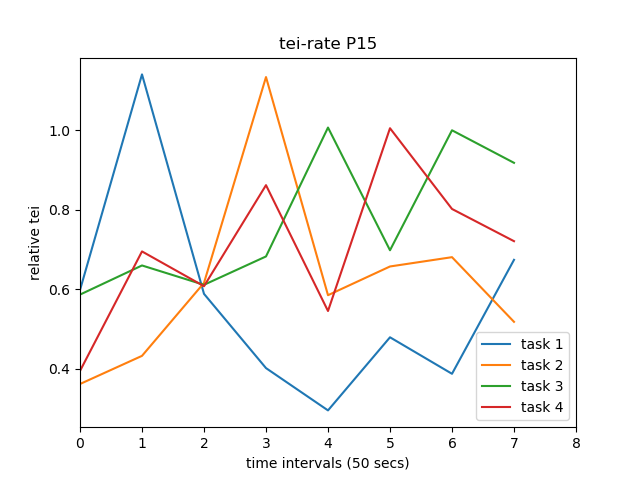 tei-rate P15
relative tei
1.0
0.8
0.6
0.4
0 1 2 3 4 5 6 7 8
time intervals (50 secs)
task 1
task 2
task 3
task 4